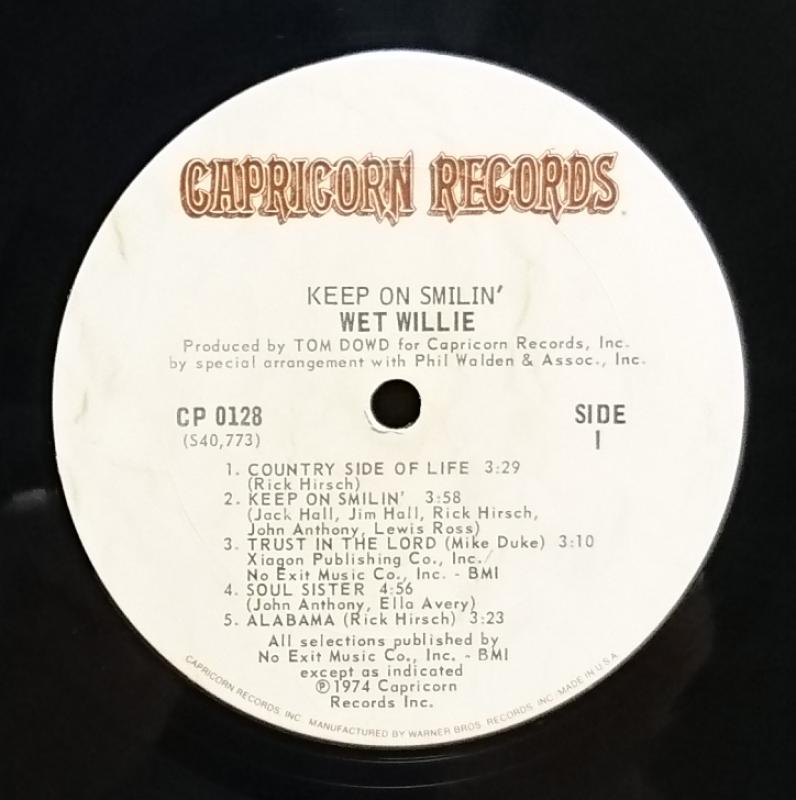 CAPRICORN RECORDS
KEEP ON SMILIN'
WET WILLIE
Produced by TOM DOWD for Capricorn Records, Inc.
by special arrangement with Phil Walden & Assoc., Inc.
CP 0128
(S40,773)
SIDE
1
1. COUNTRY SIDE OF LIFE 3:29
(Rick Hirsch)
2. KEEP ON SMILIN' 3:58
(Jack Hall, Jim Hall, Rick Hirsch,
John Anthony, Lewis Ross)
3. TRUST IN THE LORD (Mike Duke) 3:10
Xiagon Publishing Co., Inc./
No Exit Music Co., Inc. - BMI
4. SOUL SISTER 4:56
(John Anthony, Ella Avery)
5. ALABAMA (Rick Hirsch) 3:23
All selections published by
No Exit Music Co., Inc. - BMI
except as indicated
℗1974 Capricorn
Records Inc.
CAPRICORN RECORDS, INC. MANUFACTURED BY WARNER BROS. RECORDS INC. MADE IN U.S.A.